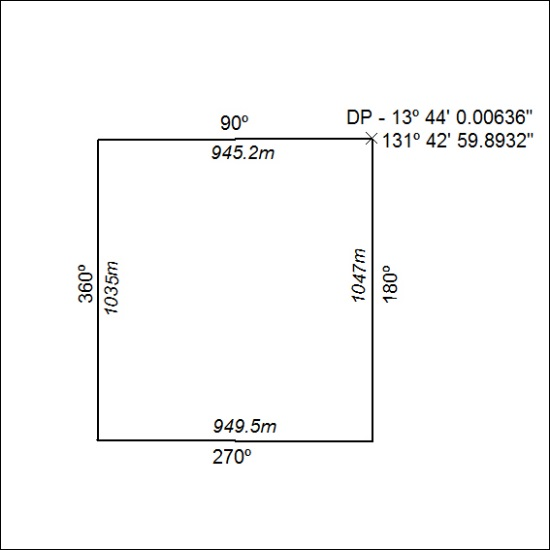 90º
DP - 13º 44' 0.00636"
131º 42' 59.8932"
945.2m
360º
1035m
1047m
180º
949.5m
270º